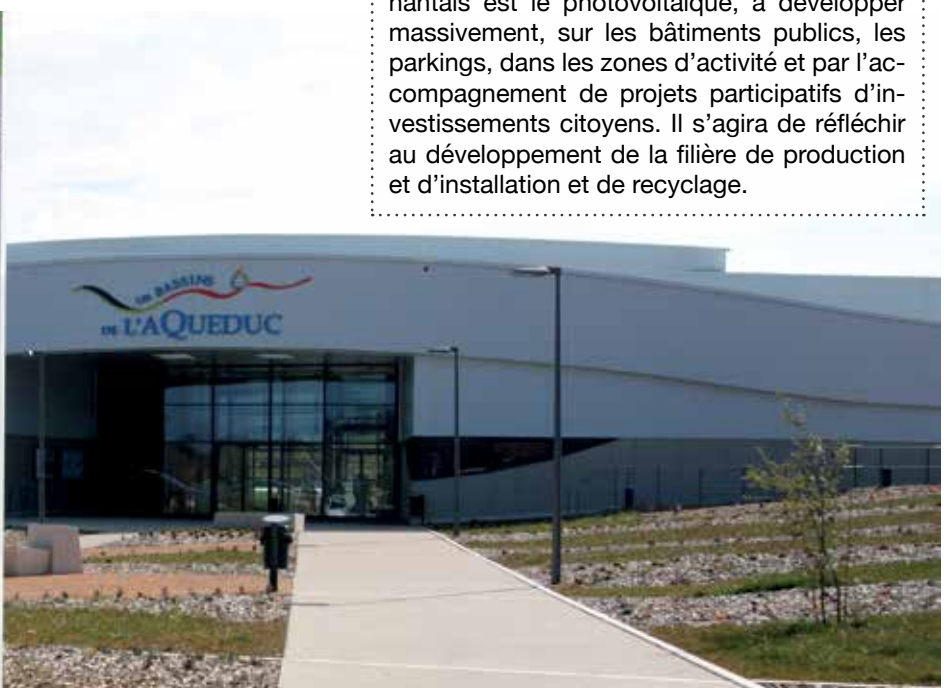 nantais est le photovoltaïque, à développer
massivement, sur les bâtiments publics, les
parkings, dans les zones d’activité et par l’ac-
compagnement de projets participatifs d’in-
vestissements citoyens. Il s’agira de réfléchir
au développement de la filière de production
et d’installation et de recyclage.
LES BASSINS
DE L'AQUEDUC